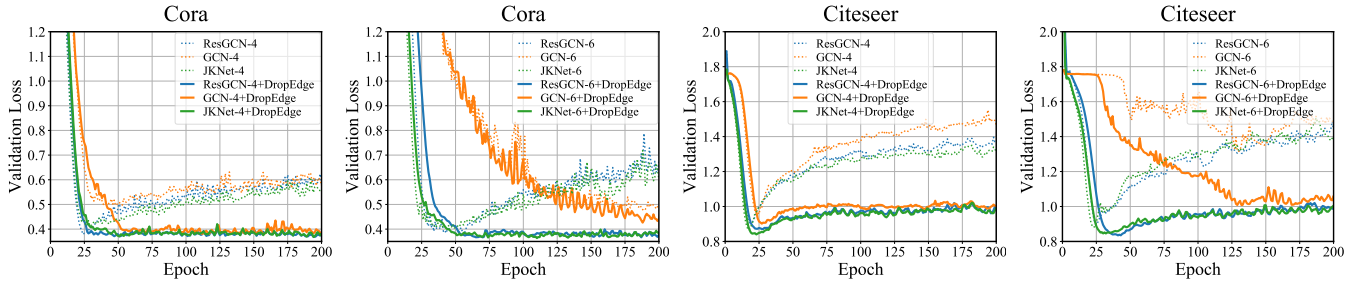 Cora
Validation Loss
1.2
1.1
1.0
0.9
0.8
0.7
0.6
0.5
0.4
ResGCN-4
GCN-4
JKNet-4
ResGCN-4+DropEdge
GCN-4+DropEdge
JKNet-4+DropEdge
0 25 50 75 100 125 150 175 200
Epoch
Cora
Validation Loss
1.2
1.1
1.0
0.9
0.8
0.7
0.6
0.5
0.4
ResGCN-6
GCN-6
JKNet-6
ResGCN-6+DropEdge
GCN-6+DropEdge
JKNet-6+DropEdge
0 25 50 75 100 125 150 175 200
Epoch
Citeseer
Validation Loss
2.0
1.8
1.6
1.4
1.2
1.0
0.8
ResGCN-4
GCN-4
JKNet-4
ResGCN-4+DropEdge
GCN-4+DropEdge
JKNet-4+DropEdge
0 25 50 75 100 125 150 175 200
Epoch
Citeseer
Validation Loss
2.0
1.8
1.6
1.4
1.2
1.0
0.8
ResGCN-6
GCN-6
JKNet-6
ResGCN-6+DropEdge
GCN-6+DropEdge
JKNet-6+DropEdge
0 25 50 75 100 125 150 175 200
Epoch